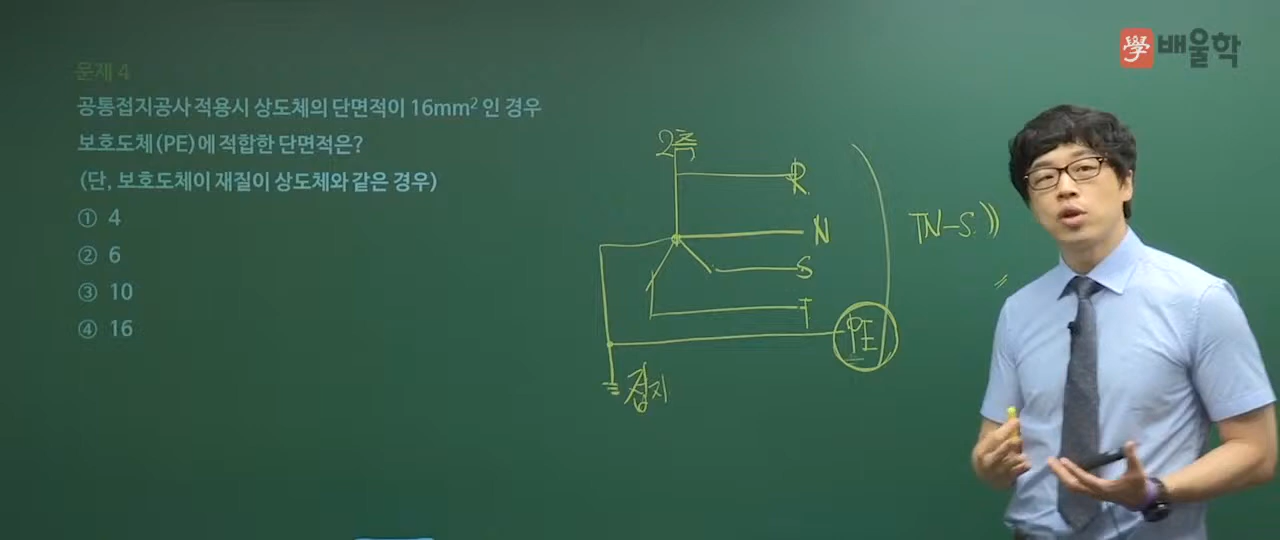 學 배울학
문제 4
공통접지공사 적용시 상도체의 단면적이 16mm² 인 경우
보호도체(PE)에 적합한 단면적은?
(단, 보호도체이 재질이 상도체와 같은 경우)
① 4
② 6
③ 10
④ 16
2측
R
N
S
T
PE
접지
TN-S